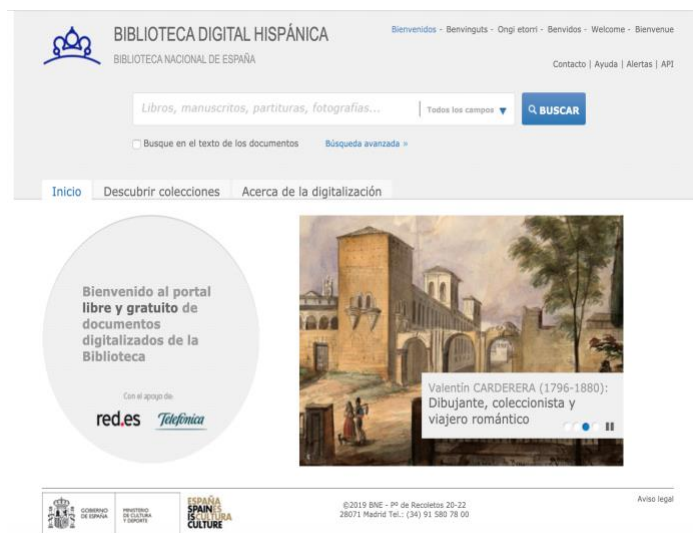 BIBLIOTECA DIGITAL HISPÁNICA
BIBLIOTECA NACIONAL DE ESPAÑA
Bienvenidos - Benvinguts - Ongi etorri - Benvidos - Welcome - Bienvenue
Contacto | Ayuda | Alertas | API
Libros, manuscritos, partituras, fotografías...
Todos los campos
BUSCAR
Busque en el texto de los documentos
Búsqueda avanzada »
Inicio
Descubrir colecciones
Acerca de la digitalización
Bienvenido al portal
libre y gratuito de
documentos
digitalizados de la
Biblioteca
Con el apoyo de:
red.es
Telefónica
Valentín CARDERERA (1796-1880):
Dibujante, coleccionista y
viajero romántico
GOBIERNO
DE ESPAÑA
MINISTERIO
DE CULTURA
Y DEPORTE
ESPAÑA
SPAIN ES
IS CULTURA
CULTURE
©2019 BNE - Pº de Recoletos 20-22
28071 Madrid Tel.: (34) 91 580 78 00
Aviso legal